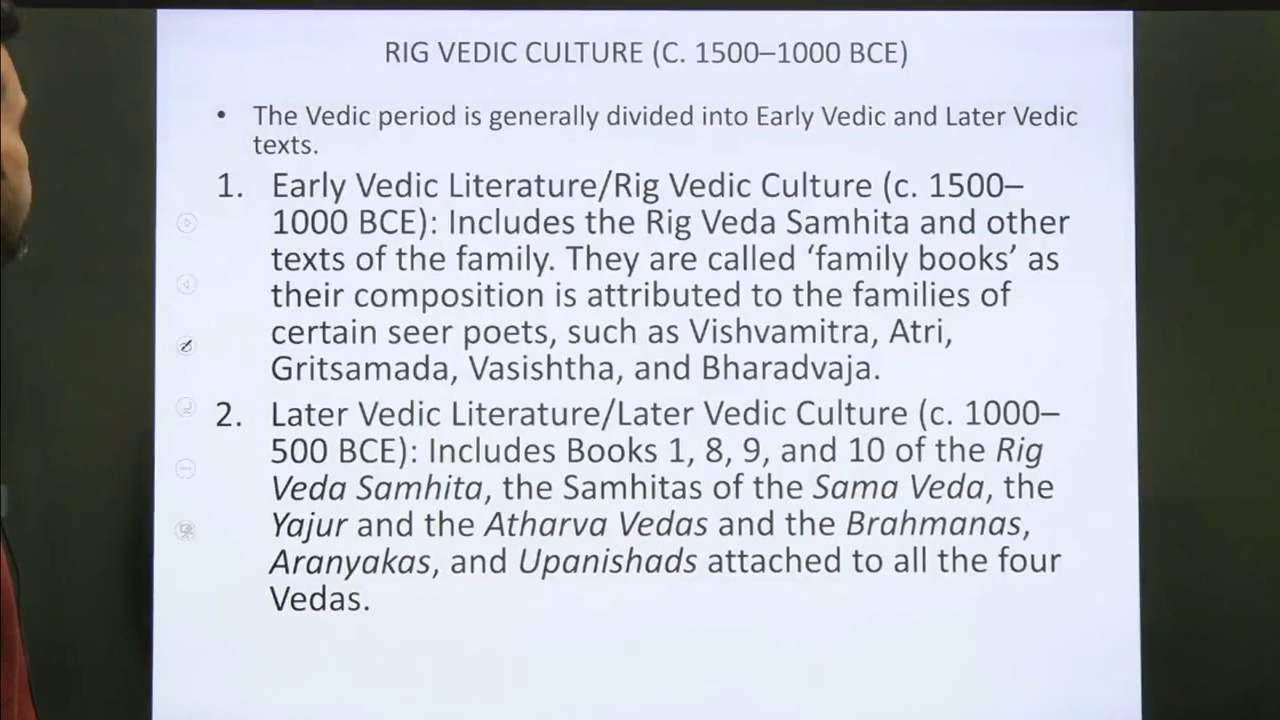 RIG VEDIC CULTURE (C. 1500–1000 BCE)
• The Vedic period is generally divided into Early Vedic and Later Vedic
texts.
1. Early Vedic Literature/Rig Vedic Culture (c. 1500–
1000 BCE): Includes the Rig Veda Samhita and other
texts of the family. They are called ‘family books’ as
their composition is attributed to the families of
certain seer poets, such as Vishvamitra, Atri,
Gritsamada, Vasishtha, and Bharadvaja.
2. Later Vedic Literature/Later Vedic Culture (c. 1000–
500 BCE): Includes Books 1, 8, 9, and 10 of the Rig
Veda Samhita, the Samhitas of the Sama Veda, the
Yajur and the Atharva Vedas and the Brahmanas,
Aranyakas, and Upanishads attached to all the four
Vedas.